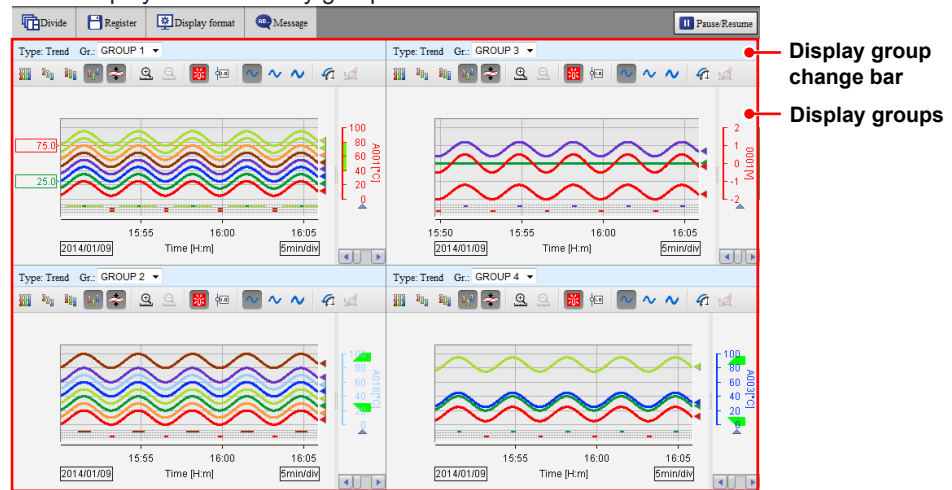 Divide Register Display format Message Pause/Resume
Type: Trend Gr.: GROUP 1
Type: Trend Gr.: GROUP 3
Display group
change bar
Display groups
75.0
25.0
100
80
60
40
20
0
A001[°C]
15:55 16:00 16:05
2014/01/09 Time [H:m] 5min/div
2
1
0
-1
-2
0001[M]
15:50 15:55 16:00 16:05
2014/01/09 Time [H:m] 5min/div
Type: Trend Gr.: GROUP 2
Type: Trend Gr.: GROUP 4
100
80
60
40
20
0
A019[°C]
15:55 16:00 16:05
2014/01/09 Time [H:m] 5min/div
100
80
60
40
20
0
A003[°C]
15:55 16:00 16:05
2014/01/09 Time [H:m] 5min/div